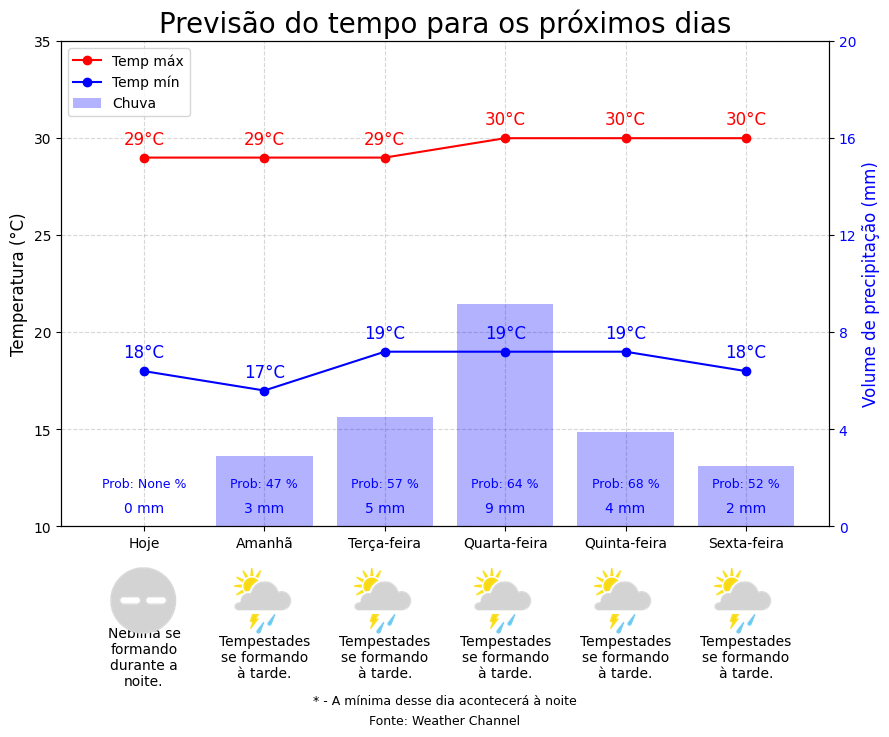 Previsão do tempo para os próximos dias
35
30
25
20
15
10
Temperatura (°C)
20
16
12
8
4
0
Volume de precipitação (mm)
Temp máx
Temp mín
Chuva
29°C 29°C 29°C 30°C 30°C 30°C
18°C 17°C 19°C 19°C 19°C 18°C
Prob: None % Prob: 47 % Prob: 57 % Prob: 64 % Prob: 68 % Prob: 52 %
0 mm 3 mm 5 mm 9 mm 4 mm 2 mm
Hoje Amanhã Terça-feira Quarta-feira Quinta-feira Sexta-feira
Neblina se
formando
durante a
noite.
Tempestades
se formando
à tarde.
Tempestades
se formando
à tarde.
Tempestades
se formando
à tarde.
Tempestades
se formando
à tarde.
Tempestades
se formando
à tarde.
* - A mínima desse dia acontecerá à noite
Fonte: Weather Channel